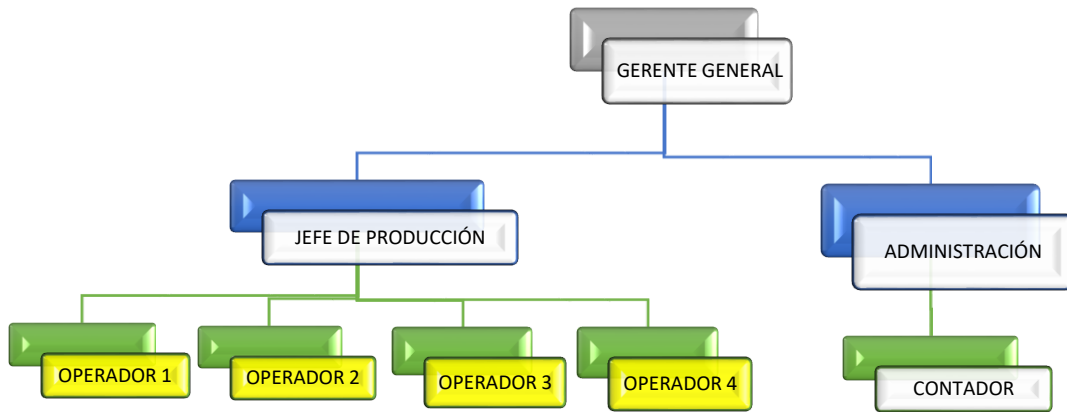 GERENTE GENERAL
JEFE DE PRODUCCIÓN
ADMINISTRACIÓN
OPERADOR 1
OPERADOR 2
OPERADOR 3
OPERADOR 4
CONTADOR